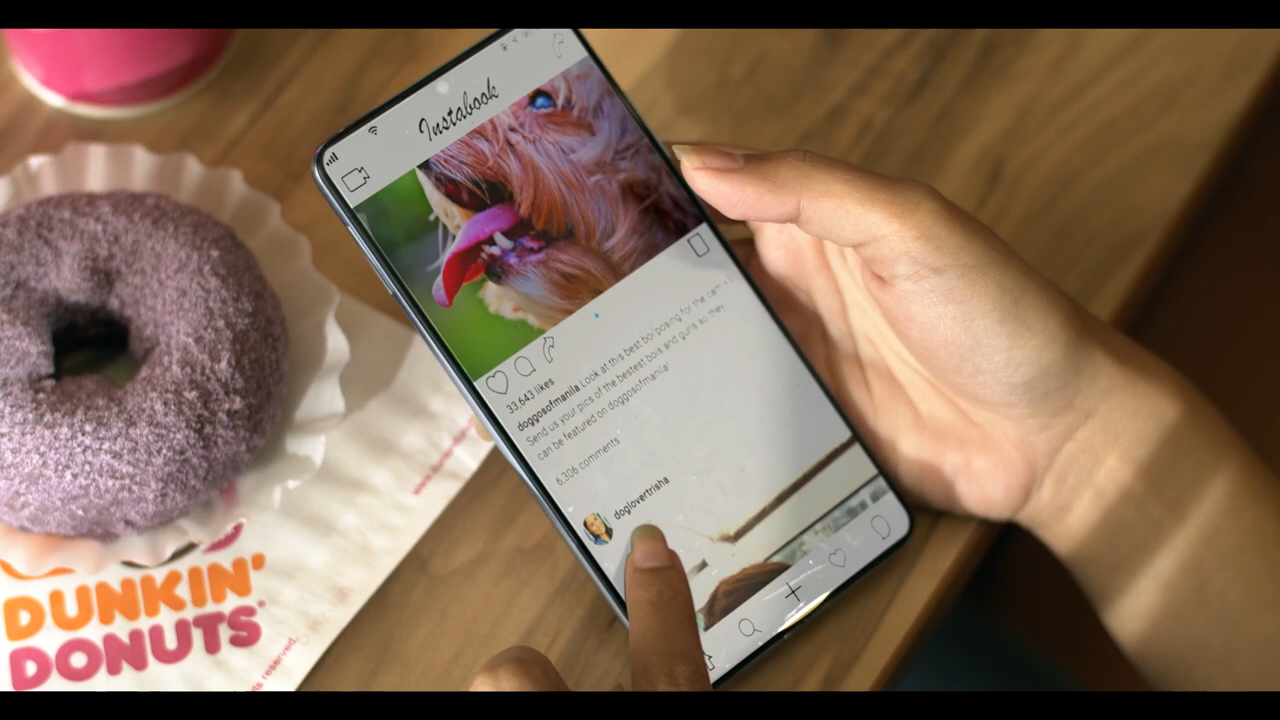 Instabook
33,643 likes
doggosofmanila Look at this best boi posing for the
Send us your pics of the bestest bois and gurls so they
can be featured on doggosofmanila
6,306 comments
doglovertrisha
DUNKIN'
DONUTS